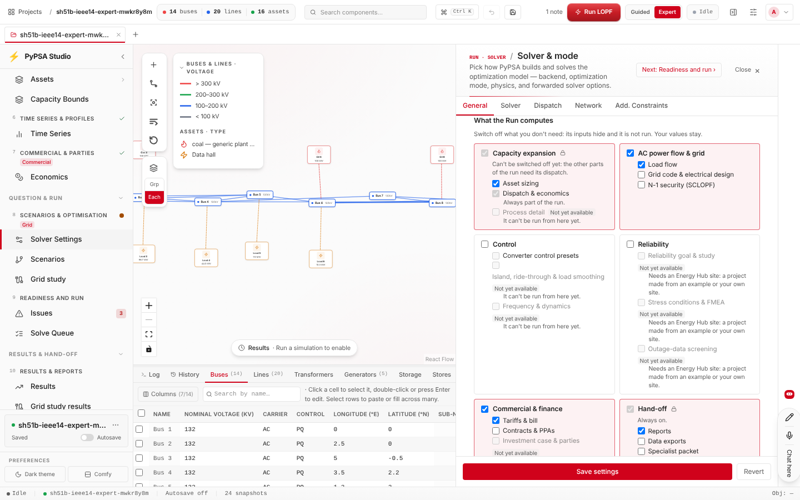 Projects / sh51b-ieee14-expert-mwkr8y8m
14 buses
20 lines
16 assets
Search components...
Ctrl K
1 note
Run LOPF
Guided
Expert
Idle
A
sh51b-ieee14-expert-mwk...
PyPSA Studio
Assets
Capacity Bounds
6 TIME SERIES & PROFILES
Time Series
7 COMMERCIAL & PARTIES
Commercial
Economics
QUESTION & RUN
8 SCENARIOS & OPTIMISATION
Grid
Solver Settings
Scenarios
Grid study
9 READINESS AND RUN
Issues 3
Solve Queue
RESULTS & HAND-OFF
10 RESULTS & REPORTS
Results
Grid study results
sh51b-ieee14-expert-m...
Saved
Autosave
PREFERENCES
Dark theme
Comfy
BUSES & LINES · VOLTAGE
> 300 kV
200–300 kV
100–200 kV
< 100 kV
ASSETS · TYPE
coal — generic plant ...
Data hall
Grp
Each
Results · Run a simulation to enable
React Flow
Log
History
Buses (14)
Lines (20)
Transformers
Generators (5)
Storage
Stores
Columns (7/14)
Search by name...
· Click a cell to select it, double-click or press Enter
to edit. Select rows to paste or fill across many.
NAME NOMINAL VOLTAGE (KV) CARRIER CONTROL LONGITUDE (°E) LATITUDE (°N) SUB-N
Bus 1 132 AC PQ 0 0
Bus 2 132 AC PQ 2.5 0
Bus 3 132 AC PQ 5 -0.5
Bus 4 132 AC PQ 3.5 2.2
RUN · SOLVER / Solver & mode
Pick how PyPSA builds and solves the
optimization model — backend, optimization
mode, physics, and forwarded solver options.
Next: Readiness and run ›
Close ×
General
Solver
Dispatch
Network
Add. Constraints
What the Run computes
Switch off what you don't need: its inputs hide and it is not run. Your values stay.
Capacity expansion
Can't be switched off yet: the other parts
of the run need its dispatch.
Asset sizing
Dispatch & economics
Always part of the run.
Process detail Not yet available
It can't be run from here yet.
AC power flow & grid
Load flow
Grid code & electrical design
N-1 security (SCLOPF)
Control
Converter control presets
Island, ride-through & load smoothing
Not yet available
It can't be run from here yet.
Frequency & dynamics
Not yet available
It can't be run from here yet.
Reliability
Reliability goal & study
Not yet available
Needs an Energy Hub site: a project
made from an example or your own
site.
Stress conditions & FMEA
Not yet available
Needs an Energy Hub site: a project
made from an example or your own
site.
Outage-data screening
Not yet available
Needs an Energy Hub site: a project
made from an example or your own
site.
Commercial & finance
Tariffs & bill
Contracts & PPAs
Investment case & parties
Hand-off
Always on.
Reports
Data exports
Specialist packet
Save settings
Revert
Chat here
Idle
sh51b-ieee14-expert-mwkr8y8m
Autosave off
24 snapshots
Obj: —